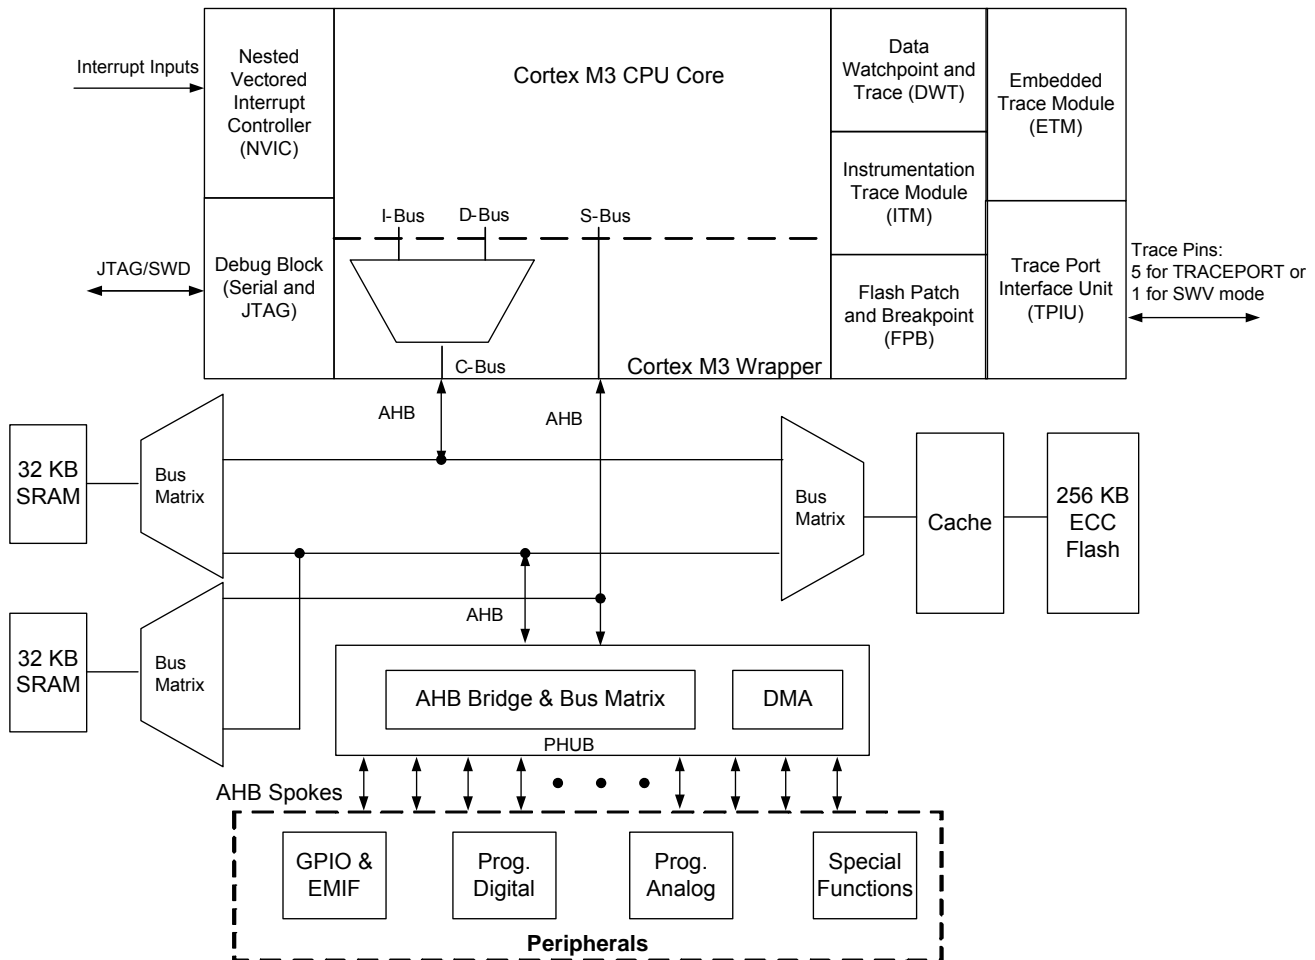 Interrupt Inputs
Nested
Vectored
Interrupt
Controller
(NVIC)
Cortex M3 CPU Core
Data
Watchpoint and
Trace (DWT)
Embedded
Trace Module
(ETM)
Instrumentation
Trace Module
(ITM)
I-Bus
D-Bus
S-Bus
JTAG/SWD
Debug Block
(Serial and
JTAG)
Flash Patch
and Breakpoint
(FPB)
Trace Port
Interface Unit
(TPIU)
Trace Pins:
5 for TRACEPORT or
1 for SWV mode
C-Bus
Cortex M3 Wrapper
AHB
AHB
32 KB
SRAM
Bus
Matrix
Bus
Matrix
Cache
256 KB
ECC
Flash
AHB
32 KB
SRAM
Bus
Matrix
AHB Bridge & Bus Matrix
DMA
PHUB
AHB Spokes
GPIO &
EMIF
Prog.
Digital
Prog.
Analog
Special
Functions
Peripherals